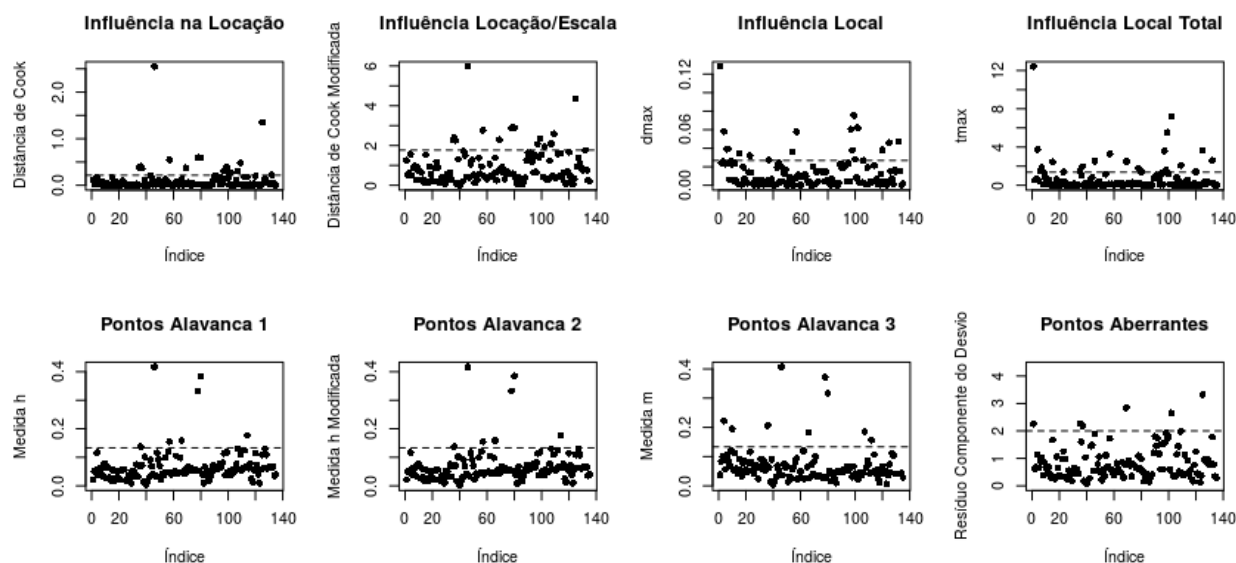 Influência na Locação
Distância de Cook
0.0 1.0 2.0
0 20 60 100 140
Índice
Influência Locação/Escala
Distância de Cook Modificada
0 2 4 6
0 20 60 100 140
Índice
Influência Local
dmax
0.00 0.06 0.12
0 20 60 100 140
Índice
Influência Local Total
tmax
0 4 8 12
0 20 60 100 140
Índice
Pontos Alavanca 1
Medida h
0.0 0.2 0.4
0 20 60 100 140
Índice
Pontos Alavanca 2
Medida h Modificada
0.0 0.2 0.4
0 20 60 100 140
Índice
Pontos Alavanca 3
Medida m
0.0 0.2 0.4
0 20 60 100 140
Índice
Pontos Aberrantes
Resíduo Componente do Desvio
0 1 2 3 4
0 20 60 100 140
Índice